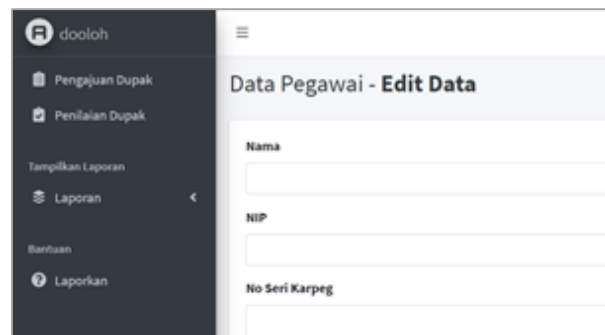 dooloh
Pengajuan Dupak
Penilaian Dupak
Tampilkan Laporan
Laporan
Bantuan
Laporkan
Data Pegawai - Edit Data
Nama
NIP
No Seri Karpeg